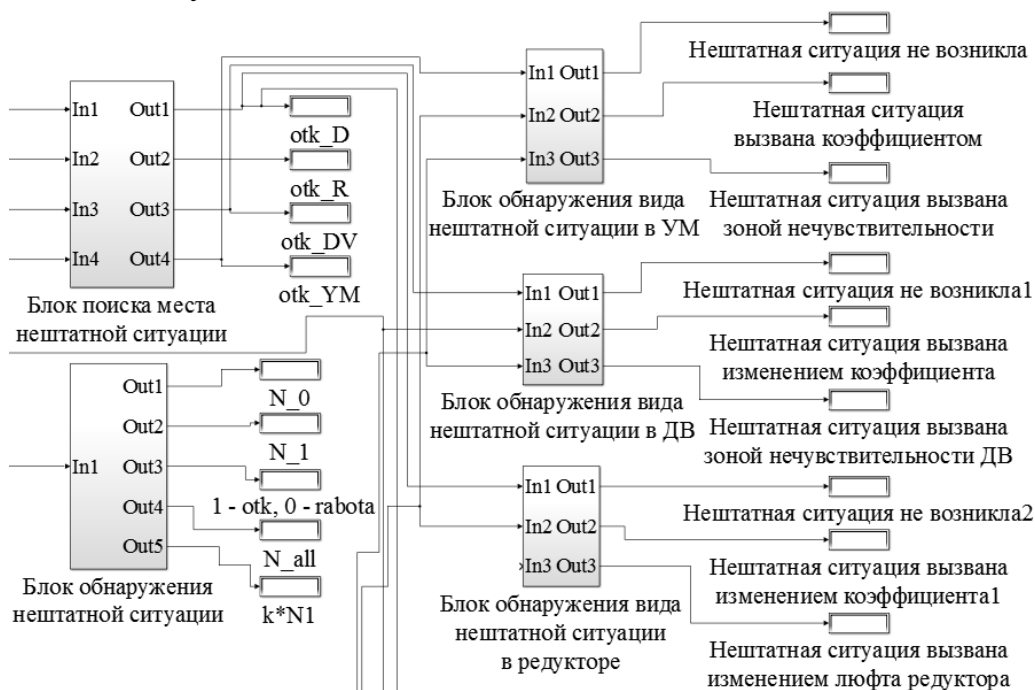 In1 Out1
In2 Out2
In3 Out3
In4 Out4
Блок поиска места
нештатной ситуации
otk_D
otk_R
otk_DV
otk_YM
Out1
Out2
In1 Out3
Out4
Out5
Блок обнаружения
нештатной ситуации
N_0
N_1
1 - otk, 0 - rabota
N_all
k*N1
In1 Out1
In2 Out2
In3 Out3
Блок обнаружения вида
нештатной ситуации в УМ
Нештатная ситуация не возникла
Нештатная ситуация
вызвана коэффициентом
Нештатная ситуация вызвана
зоной нечувствительности
In1 Out1
In2 Out2
In3 Out3
Блок обнаружения вида
нештатной ситуации в ДВ
Нештатная ситуация не возникла1
Нештатная ситуация вызвана
изменением коэффициента
Нештатная ситуация вызвана
зоной нечувствительности ДВ
In1 Out1
In2 Out2
In3 Out3
Блок обнаружения вида
нештатной ситуации
в редукторе
Нештатная ситуация не возникла2
Нештатная ситуация вызвана
изменением коэффициента1
Нештатная ситуация вызвана
изменением люфта редуктора